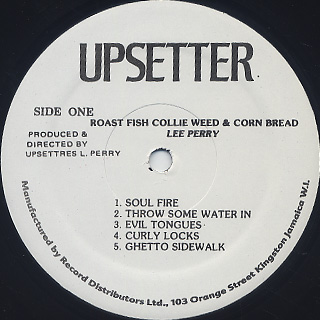 UPSETTER
SIDE ONE
ROAST FISH COLLIE WEED & CORN BREAD
LEE PERRY
PRODUCED &
DIRECTED BY
UPSETTRES L. PERRY
1. SOUL FIRE
2. THROW SOME WATER IN
3. EVIL TONGUES
4. CURLY LOCKS
5. GHETTO SIDEWALK
Manufactured by Record Distributors Ltd., 103 Orange Street Kingston Jamaica W.I.